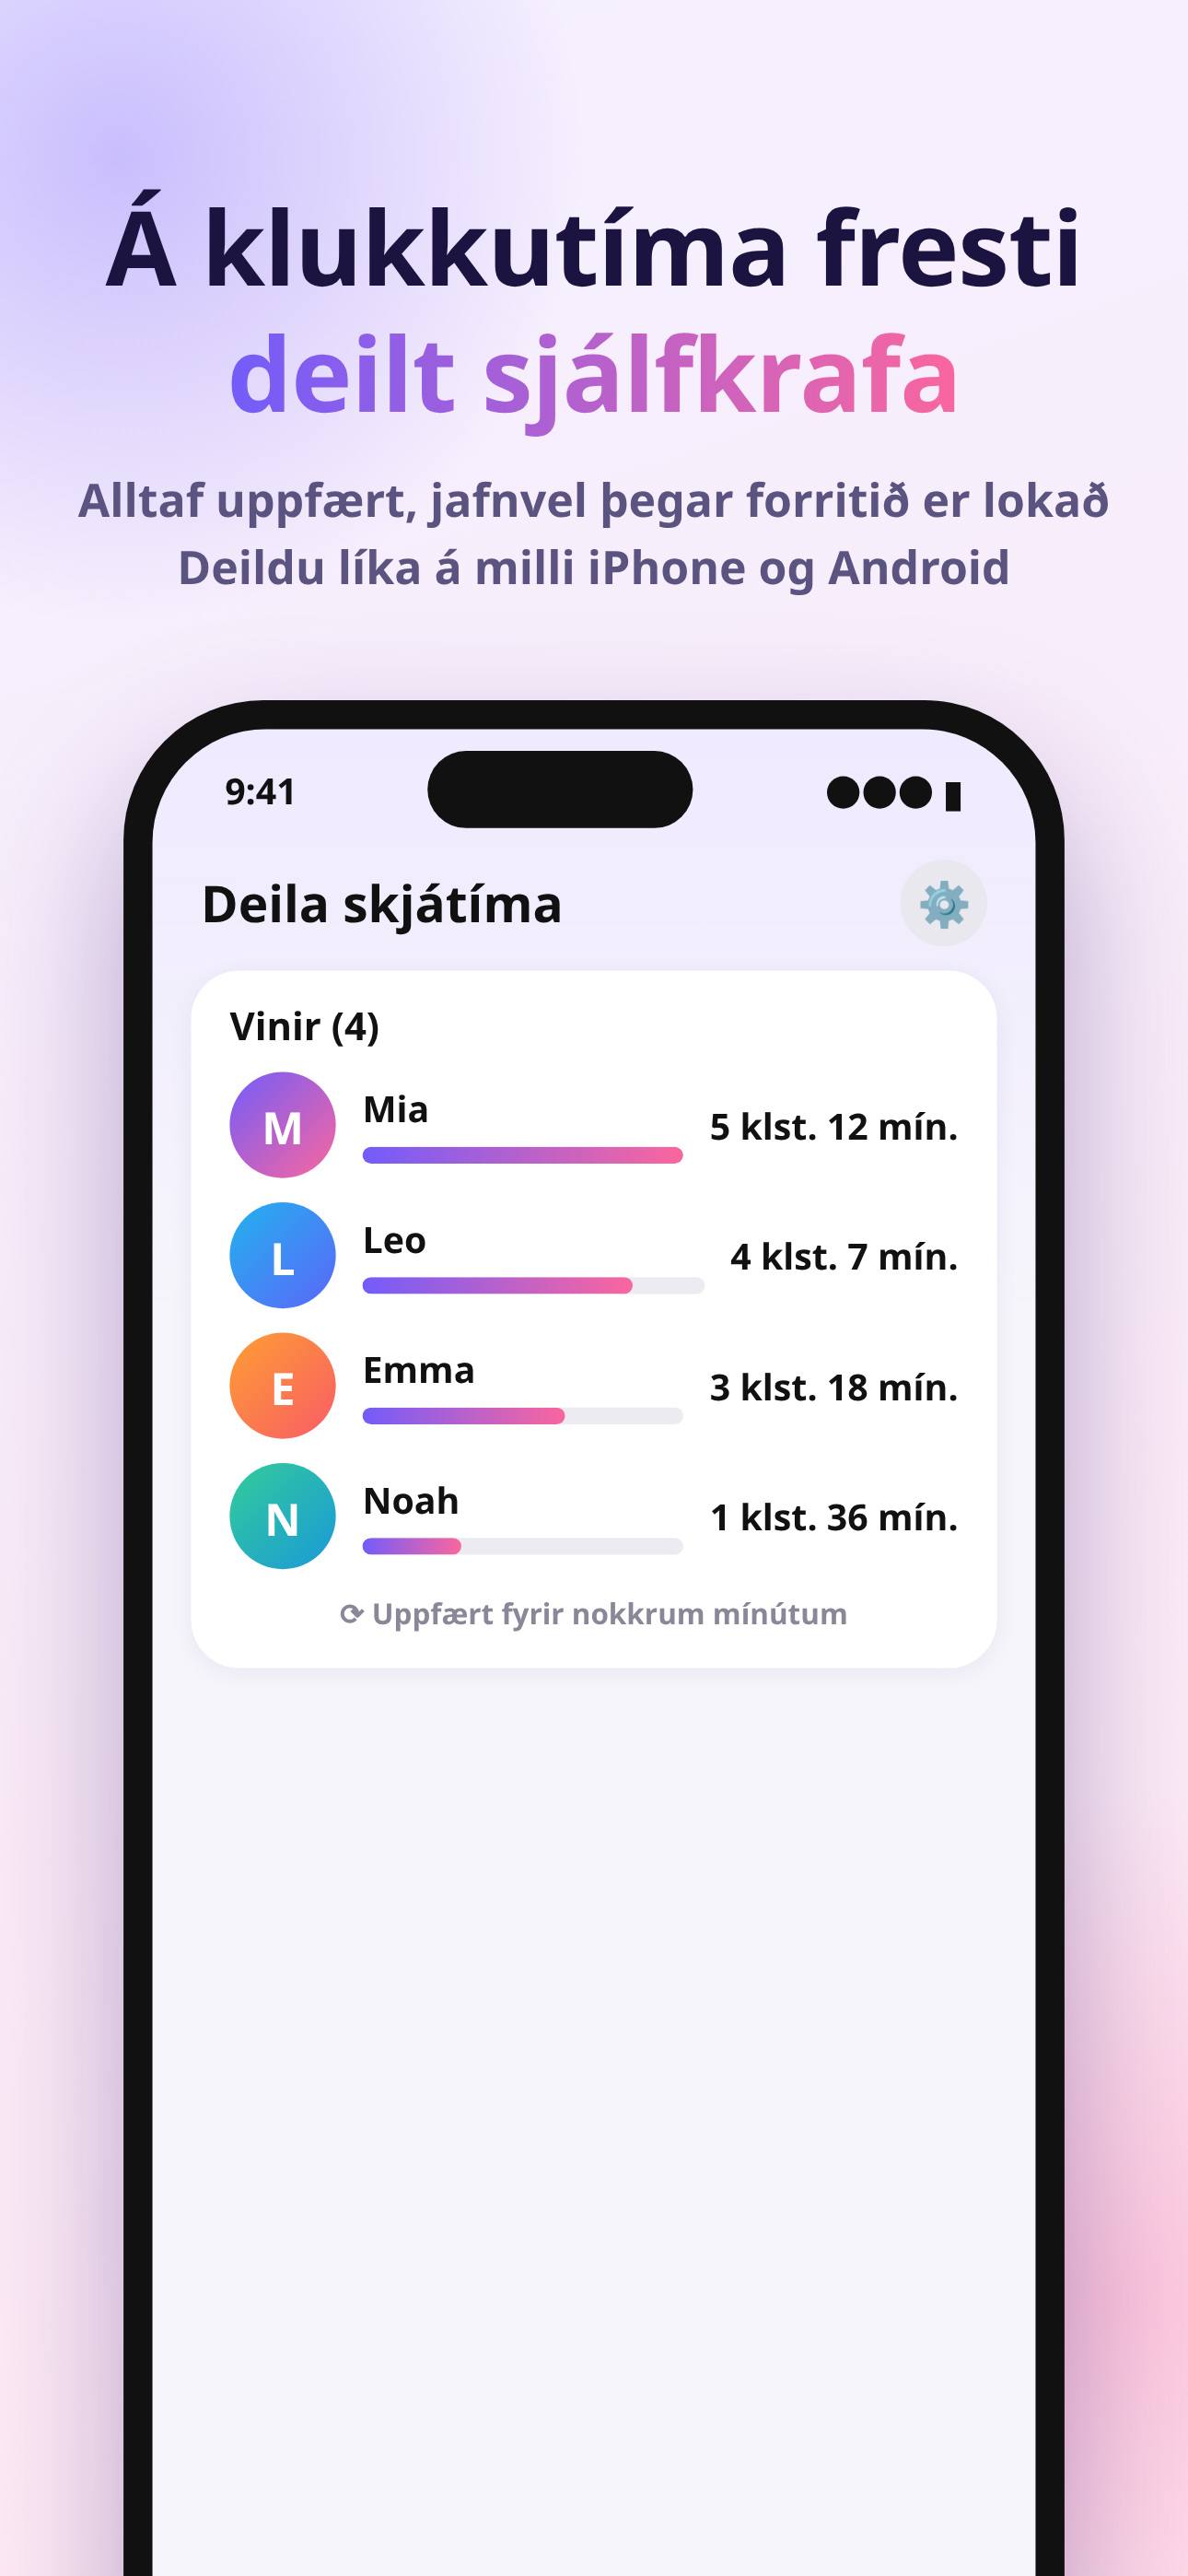 Á klukkutíma fresti
deilt sjálfkrafa
Alltaf uppfært, jafnvel þegar forritið er lokað
Deildu líka á milli iPhone og Android
9:41
Deila skjátíma
Vinir (4)
M
Mia
5 klst. 12 mín.
L
Leo
4 klst. 7 mín.
E
Emma
3 klst. 18 mín.
N
Noah
1 klst. 36 mín.
⟳ Uppfært fyrir nokkrum mínútum